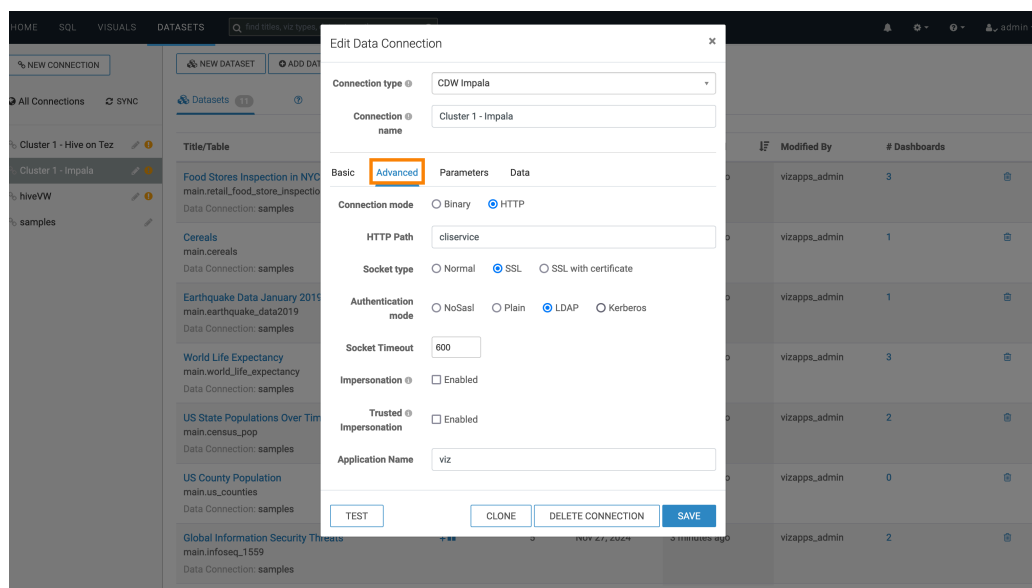 HOME SQL VISUALS DATASETS find titles, viz types, admin
NEW CONNECTION
NEW DATASET ADD DAT
All Connections SYNC
Datasets 11
Cluster 1 - Hive on Tez
Cluster 1 - Impala
hiveVW
samples
Title/Table Modified By # Dashboards
Food Stores Inspection in NYC vizapps_admin 3
main.retail_food_store_inspectio
Data Connection: samples
Cereals vizapps_admin 1
main.cereals
Data Connection: samples
Earthquake Data January 2019 vizapps_admin 1
main.earthquake_data2019
Data Connection: samples
World Life Expectancy vizapps_admin 3
main.world_life_expectancy
Data Connection: samples
US State Populations Over Tim vizapps_admin 2
main.census_pop
Data Connection: samples
US County Population vizapps_admin 0
main.us_counties
Data Connection: samples
Global Information Security Threats 5 Nov 27, 2024 3 minutes ago vizapps_admin 2
main.infoseq_1559
Data Connection: samples
Edit Data Connection
Connection type CDW Impala
Connection name Cluster 1 - Impala
Basic Advanced Parameters Data
Connection mode Binary HTTP
HTTP Path cliservice
Socket type Normal SSL SSL with certificate
Authentication mode NoSasl Plain LDAP Kerberos
Socket Timeout 600
Impersonation Enabled
Trusted Impersonation Enabled
Application Name viz
TEST CLONE DELETE CONNECTION SAVE